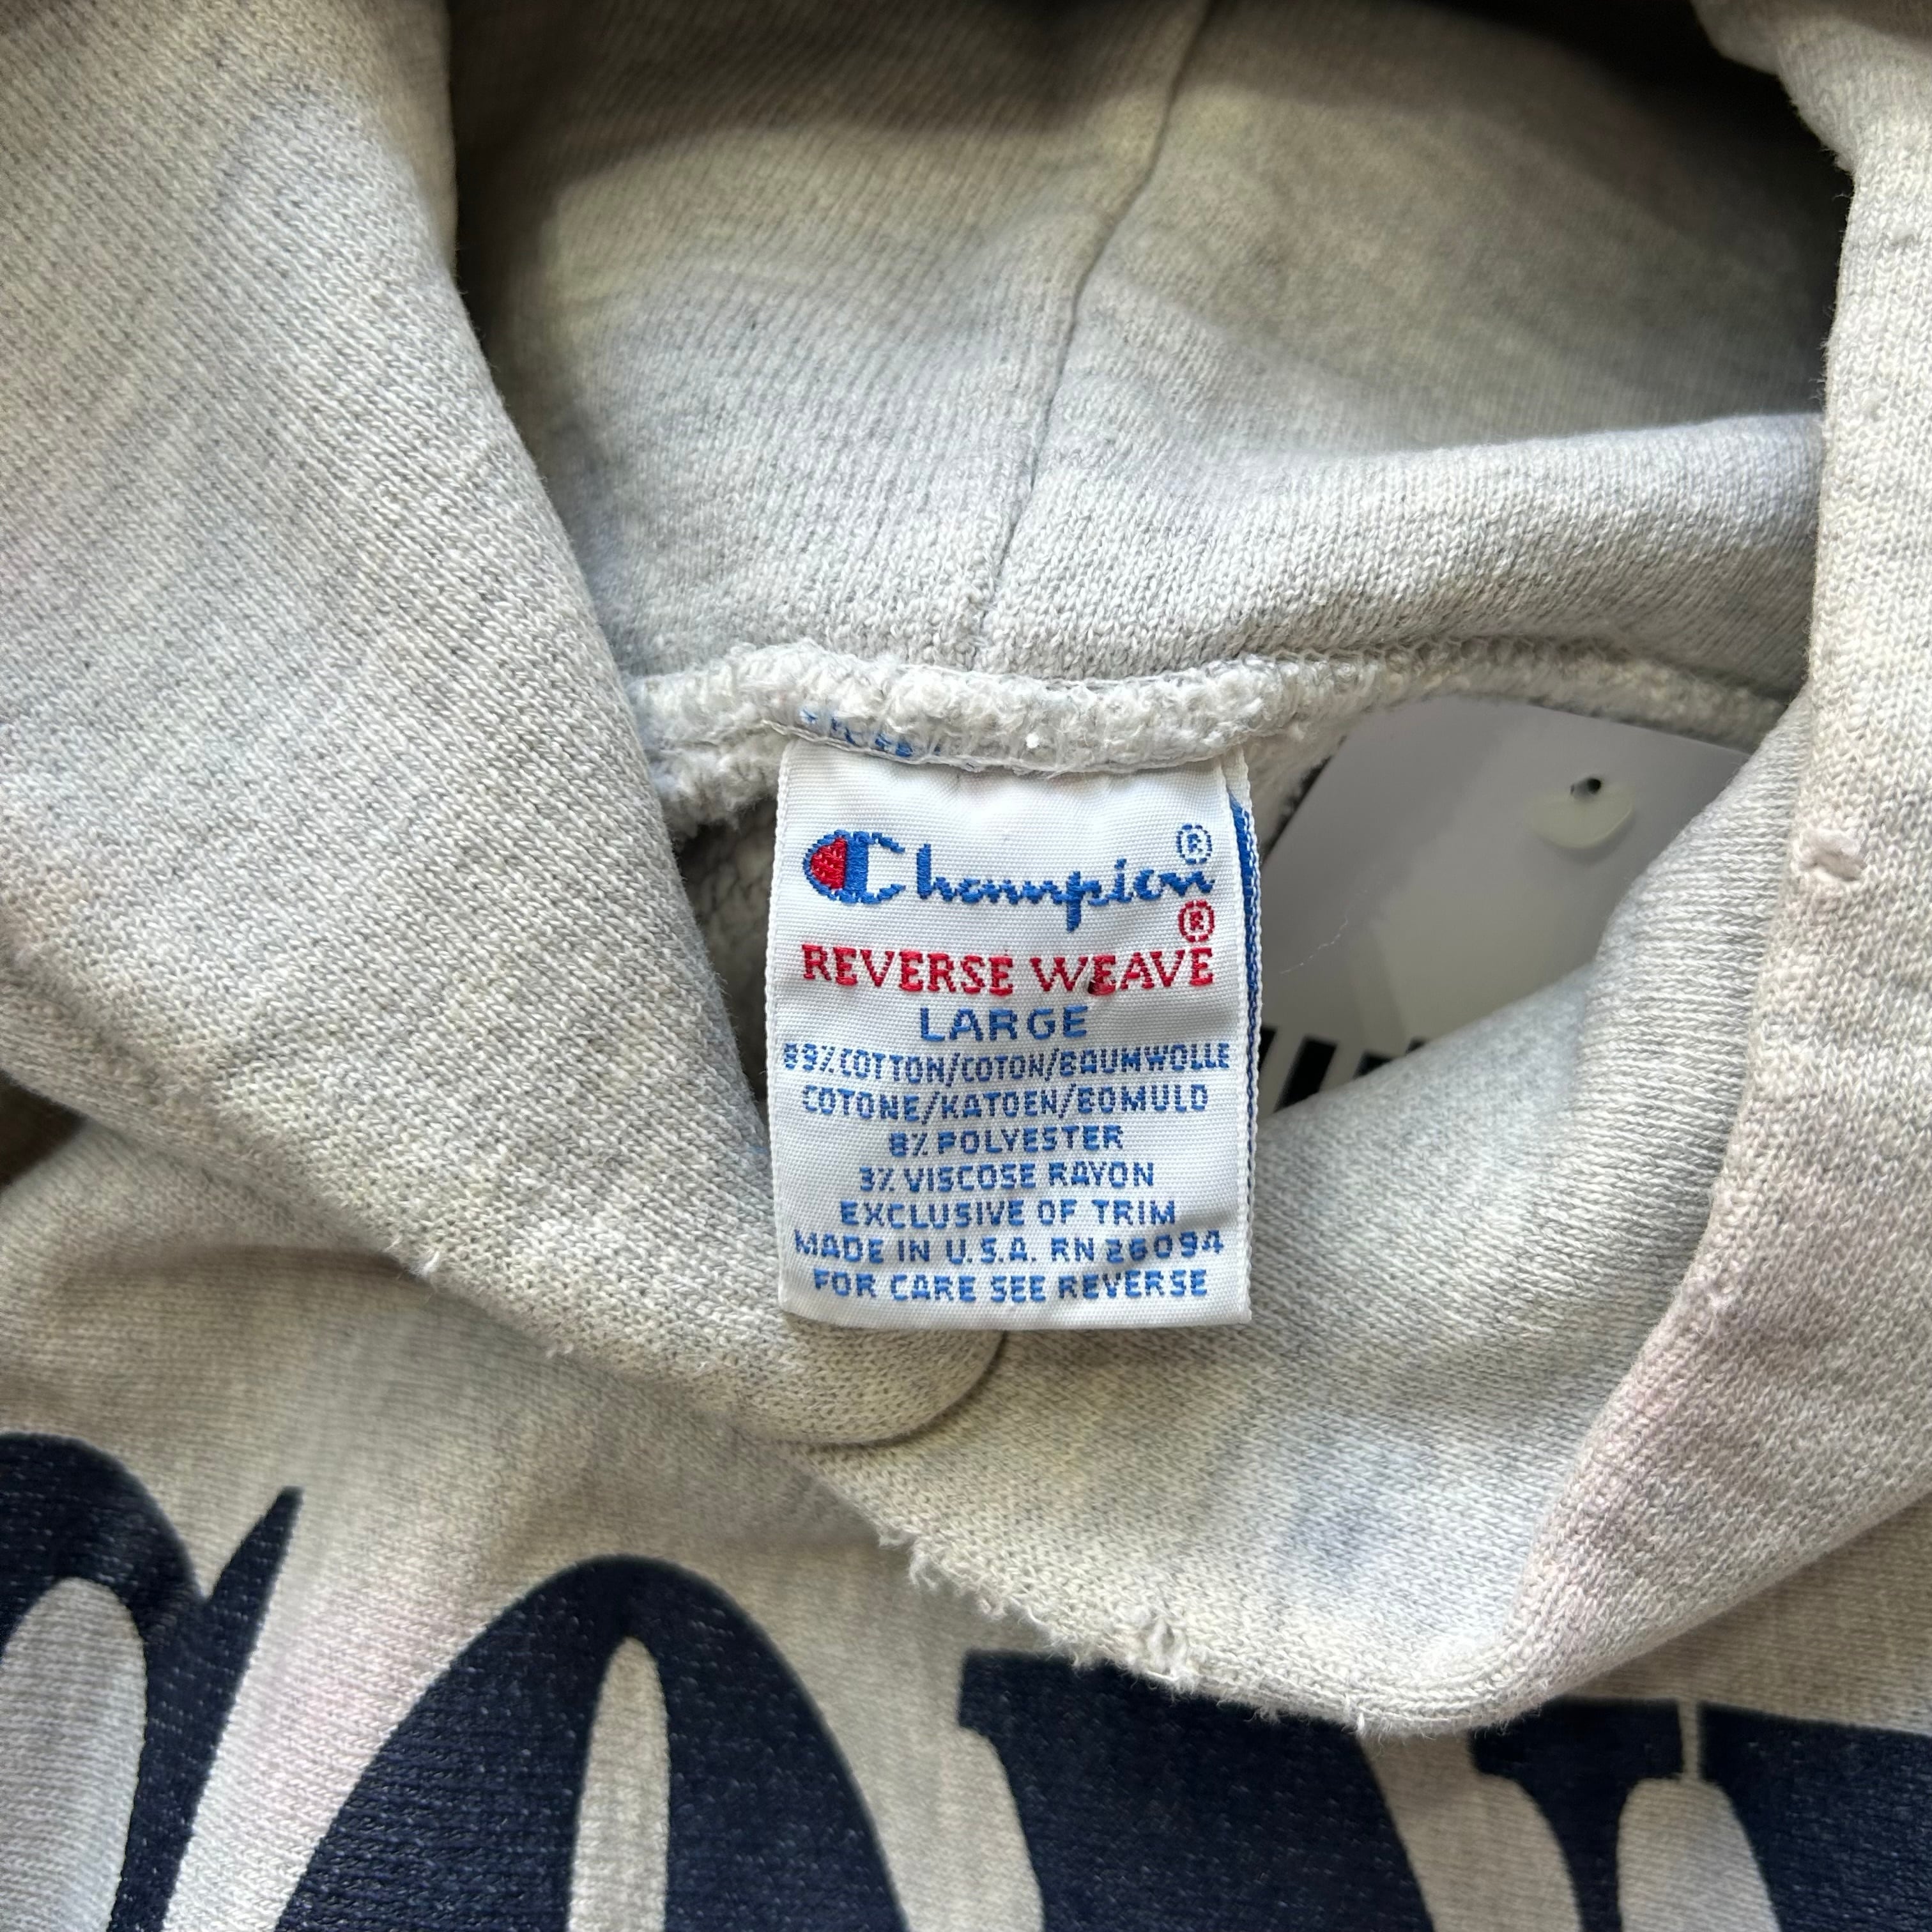 Champion®
REVERSE WEAVE®
LARGE
89% COTTON/COTON/BAUMWOLLE
COTONE/KATOEN/BOMULD
8% POLYESTER
3% VISCOSE RAYON
EXCLUSIVE OF TRIM
MADE IN U.S.A. RN 26094
FOR CARE SEE REVERSE